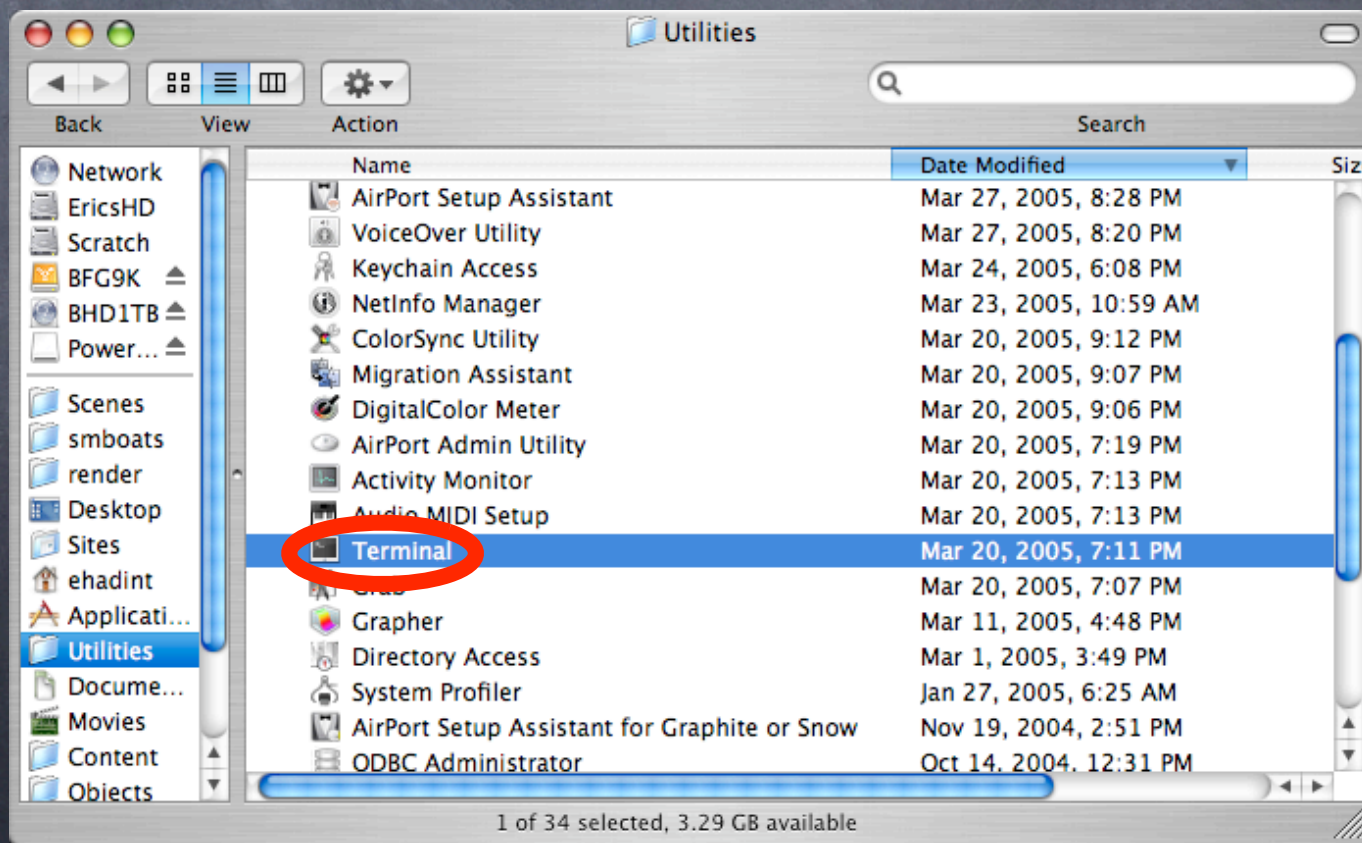 Utilities
Back View Action Search
Name Date Modified Siz
Network
EricsHD
Scratch
BFG9K
BHD1TB
Power...
Scenes
smboats
render
Desktop
Sites
ehadint
Applicati...
Utilities
Docume...
Movies
Content
Objects
AirPort Setup Assistant Mar 27, 2005, 8:28 PM
VoiceOver Utility Mar 27, 2005, 8:20 PM
Keychain Access Mar 24, 2005, 6:08 PM
NetInfo Manager Mar 23, 2005, 10:59 AM
ColorSync Utility Mar 20, 2005, 9:12 PM
Migration Assistant Mar 20, 2005, 9:07 PM
DigitalColor Meter Mar 20, 2005, 9:06 PM
AirPort Admin Utility Mar 20, 2005, 7:19 PM
Activity Monitor Mar 20, 2005, 7:13 PM
Audio MIDI Setup Mar 20, 2005, 7:13 PM
Terminal Mar 20, 2005, 7:11 PM
Grab Mar 20, 2005, 7:07 PM
Grapher Mar 11, 2005, 4:48 PM
Directory Access Mar 1, 2005, 3:49 PM
System Profiler Jan 27, 2005, 6:25 AM
AirPort Setup Assistant for Graphite or Snow Nov 19, 2004, 2:51 PM
ODBC Administrator Oct 14, 2004, 12:31 PM
1 of 34 selected, 3.29 GB available